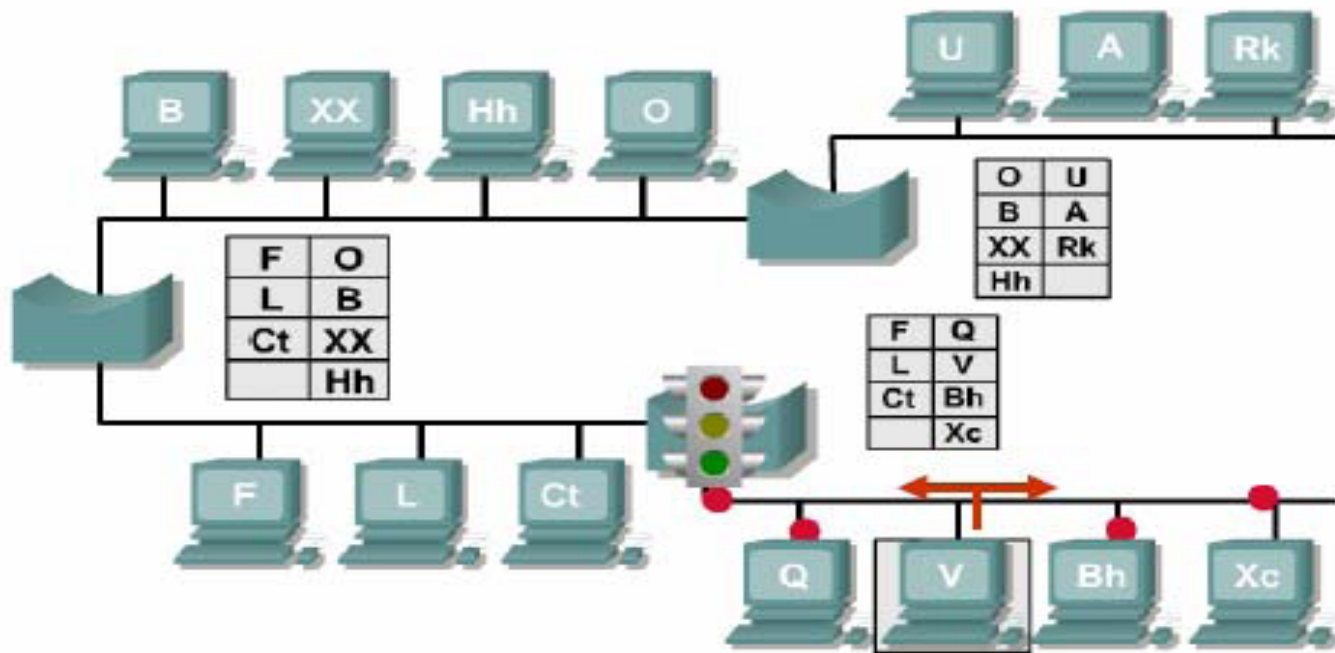 U A Rk
B XX Hh O
O U
B A
XX Rk
Hh
F O
L B
Ct XX
Hh
F Q
L V
Ct Bh
Xc
F L Ct
Q V Bh Xc